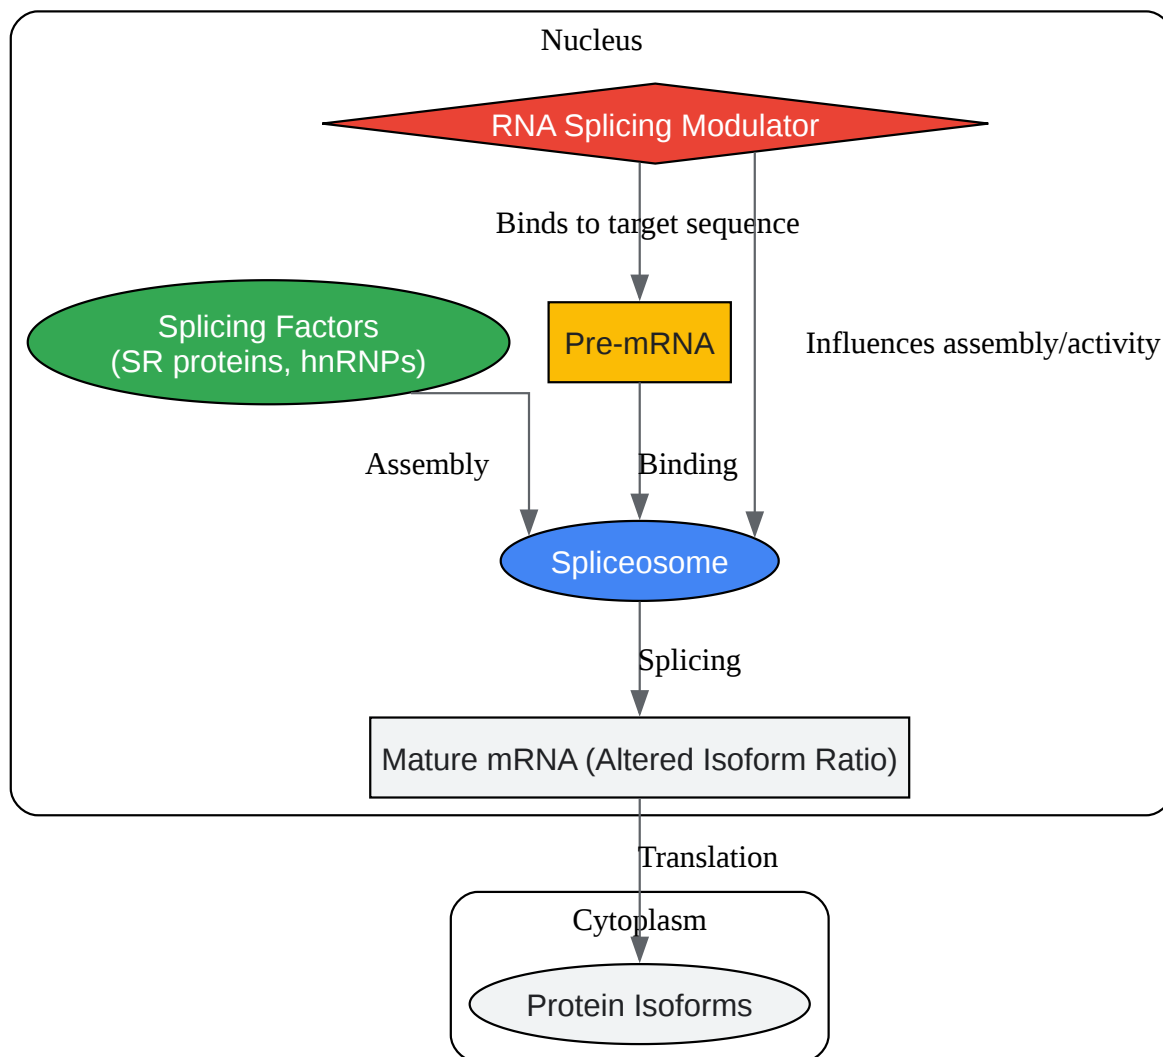 Nucleus
RNA Splicing Modulator
Binds to target sequence
Splicing Factors
(SR proteins, hnRNPs)
Pre-mRNA
Influences assembly/activity
Assembly
Binding
Spliceosome
Splicing
Mature mRNA (Altered Isoform Ratio)
Translation
Cytoplasm
Protein Isoforms